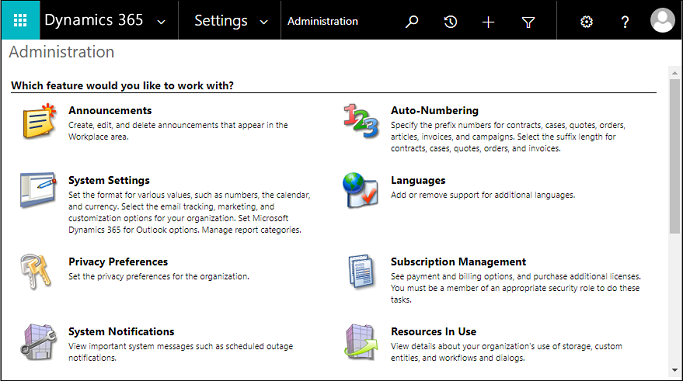 Dynamics 365 Settings Administration
Administration
Which feature would you like to work with?
Announcements
Create, edit, and delete announcements that appear in the
Workplace area.
Auto-Numbering
Specify the prefix numbers for contracts, cases, quotes, orders,
articles, invoices, and campaigns. Select the suffix length for
contracts, cases, quotes, orders, and invoices.
System Settings
Set the format for various values, such as numbers, the calendar,
and currency. Select the email tracking, marketing, and
customization options for your organization. Set Microsoft
Dynamics 365 for Outlook options. Manage report categories.
Languages
Add or remove support for additional languages.
Privacy Preferences
Set the privacy preferences for the organization.
Subscription Management
See payment and billing options, and purchase additional licenses.
You must be a member of an appropriate security role to do these
tasks.
System Notifications
View important system messages such as scheduled outage
notifications.
Resources In Use
View details about your organization's use of storage, custom
entities, and workflows and dialogs.